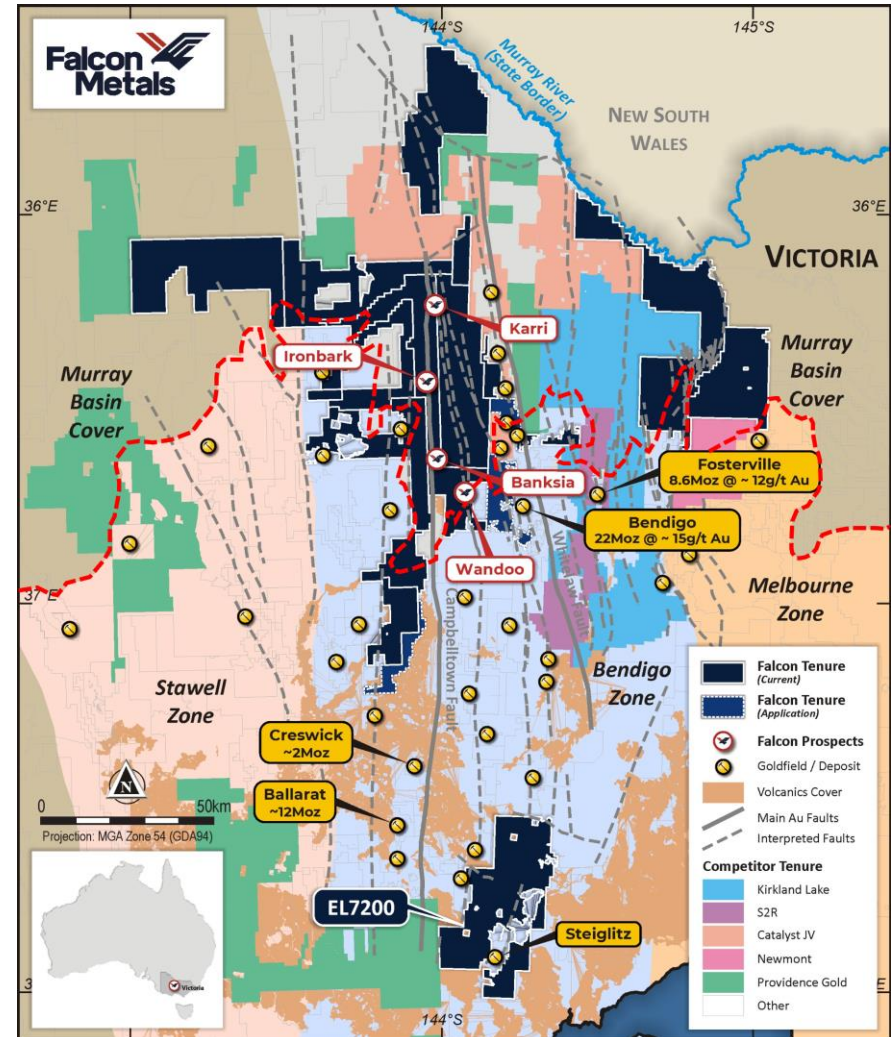 Falcon
Metals
144°S
145°S
Murray River
(State Border)
NEW SOUTH
WALES
36°E
36°E
VICTORIA
Karri
Ironbark
Murray
Basin
Cover
Murray
Basin
Cover
Fosterville
8.6Moz @ ~ 12g/t Au
Banksia
Bendigo
22Moz @ ~ 15g/t Au
Wandoo
Whitelaw Fault
Melbourne
Zone
37°E
Campbelltown Fault
Stawell
Zone
Bendigo
Zone
Creswick
~2Moz
Ballarat
~12Moz
N
0
50km
Projection: MGA Zone 54 (GDA94)
Victoria
EL7200
Steiglitz
144°S
Falcon Tenure
(Current)
Falcon Tenure
(Application)
Falcon Prospects
Goldfield / Deposit
Volcanics Cover
Main Au Faults
Interpreted Faults
Competitor Tenure
Kirkland Lake
S2R
Catalyst JV
Newmont
Providence Gold
Other